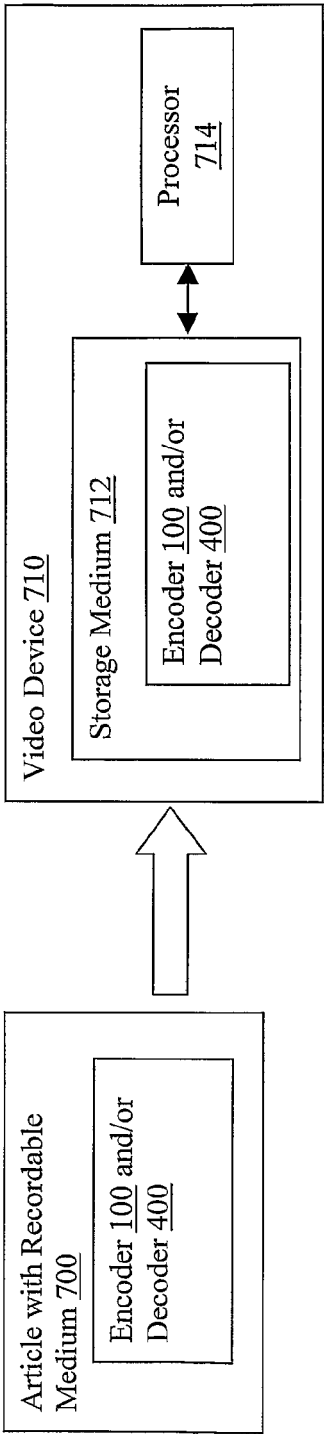 Article with Recordable
Medium 700
Encoder 100 and/or
Decoder 400
Video Device 710
Storage Medium 712
Encoder 100 and/or
Decoder 400
Processor
714